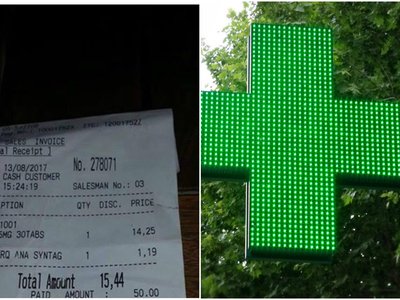 SALES INVOICE
Receipt ]
13/08/2017 No. 278071
CASH CUSTOMER
15:24:19 SALESMAN No.: 03
PTION QTY DISC. PRICE
1001
5MG 30TABS 1 14,25
RQ ANA SYNTAG 1 1,19
Total Amount 15,44
PAID AMOUNT : 50.00